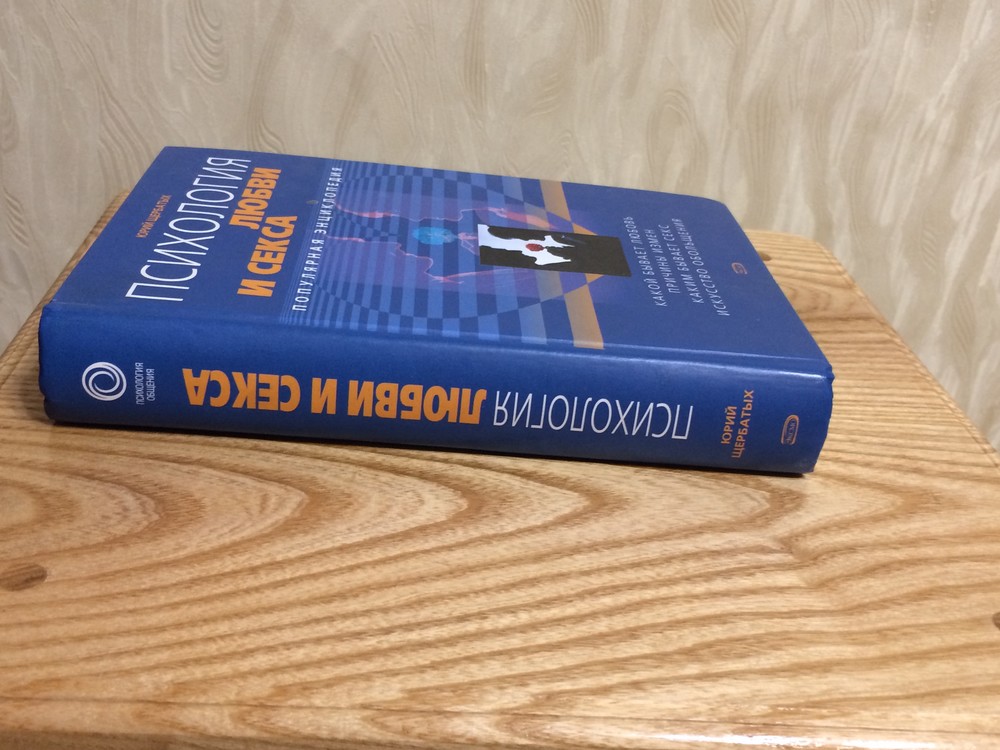 ЮРИЙ ЩЕРБАТЫХ
ПСИХОЛОГИЯ
ЛЮБВИ
И СЕКСА
ПОПУЛЯРНАЯ ЭНЦИКЛОПЕДИЯ
КАКОЙ БЫВАЕТ ЛЮБОВЬ
ПРИЧИНЫ ИЗМЕН
КАКИМ БЫВАЕТ СЕКС
ИСКУССТВО ОБОЛЬЩЕНИЯ
ПСИХОЛОГИЯ
ОБЩЕНИЯ
ПСИХОЛОГИЯ ЛЮБВИ И СЕКСА
ЮРИЙ
ЩЕРБАТЫХ
ЭКСМО